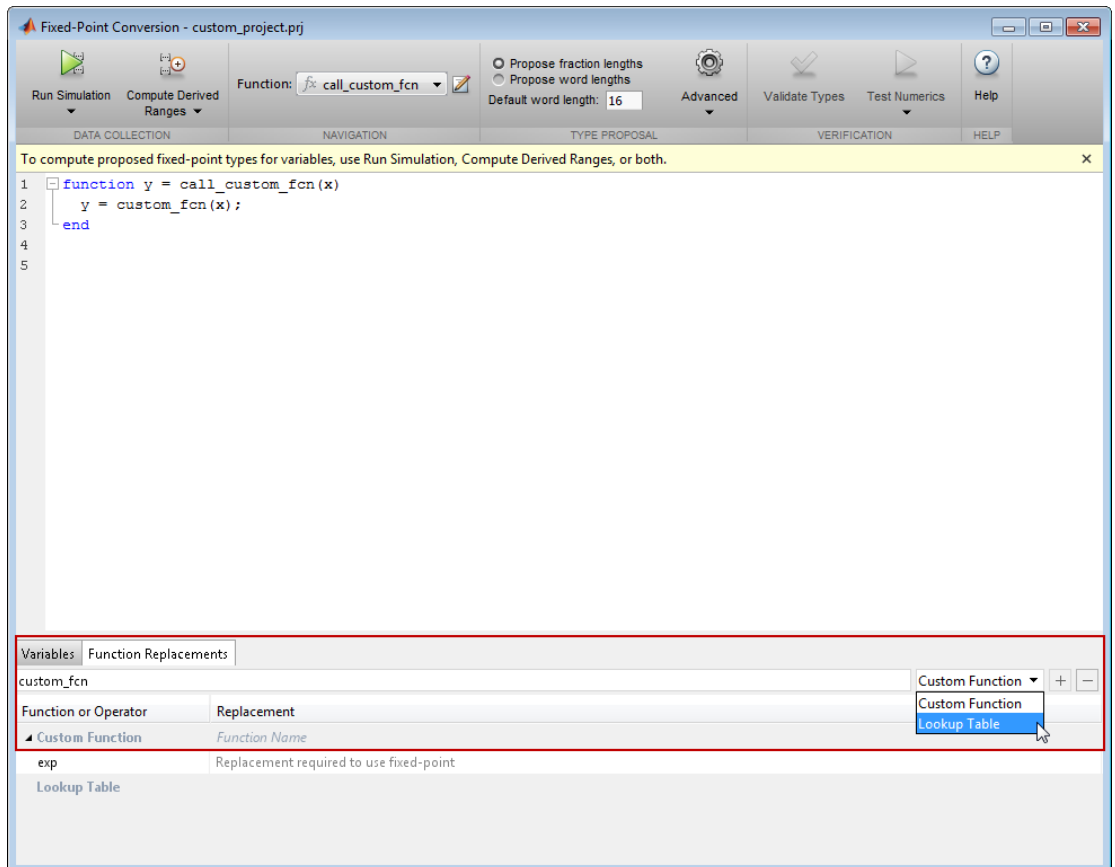 Fixed-Point Conversion - custom_project.prj
Run Simulation
Compute Derived
Ranges
Function: fx call_custom_fcn
Propose fraction lengths
Propose word lengths
Default word length: 16
Advanced
Validate Types
Test Numerics
Help
DATA COLLECTION
NAVIGATION
TYPE PROPOSAL
VERIFICATION
HELP
To compute proposed fixed-point types for variables, use Run Simulation, Compute Derived Ranges, or both.
1 function y = call_custom_fcn(x)
2 y = custom_fcn(x);
3 end
4
5
Variables Function Replacements
custom_fcn Custom Function
Custom Function
Lookup Table
Function or Operator Replacement
Custom Function Function Name
exp Replacement required to use fixed-point
Lookup Table